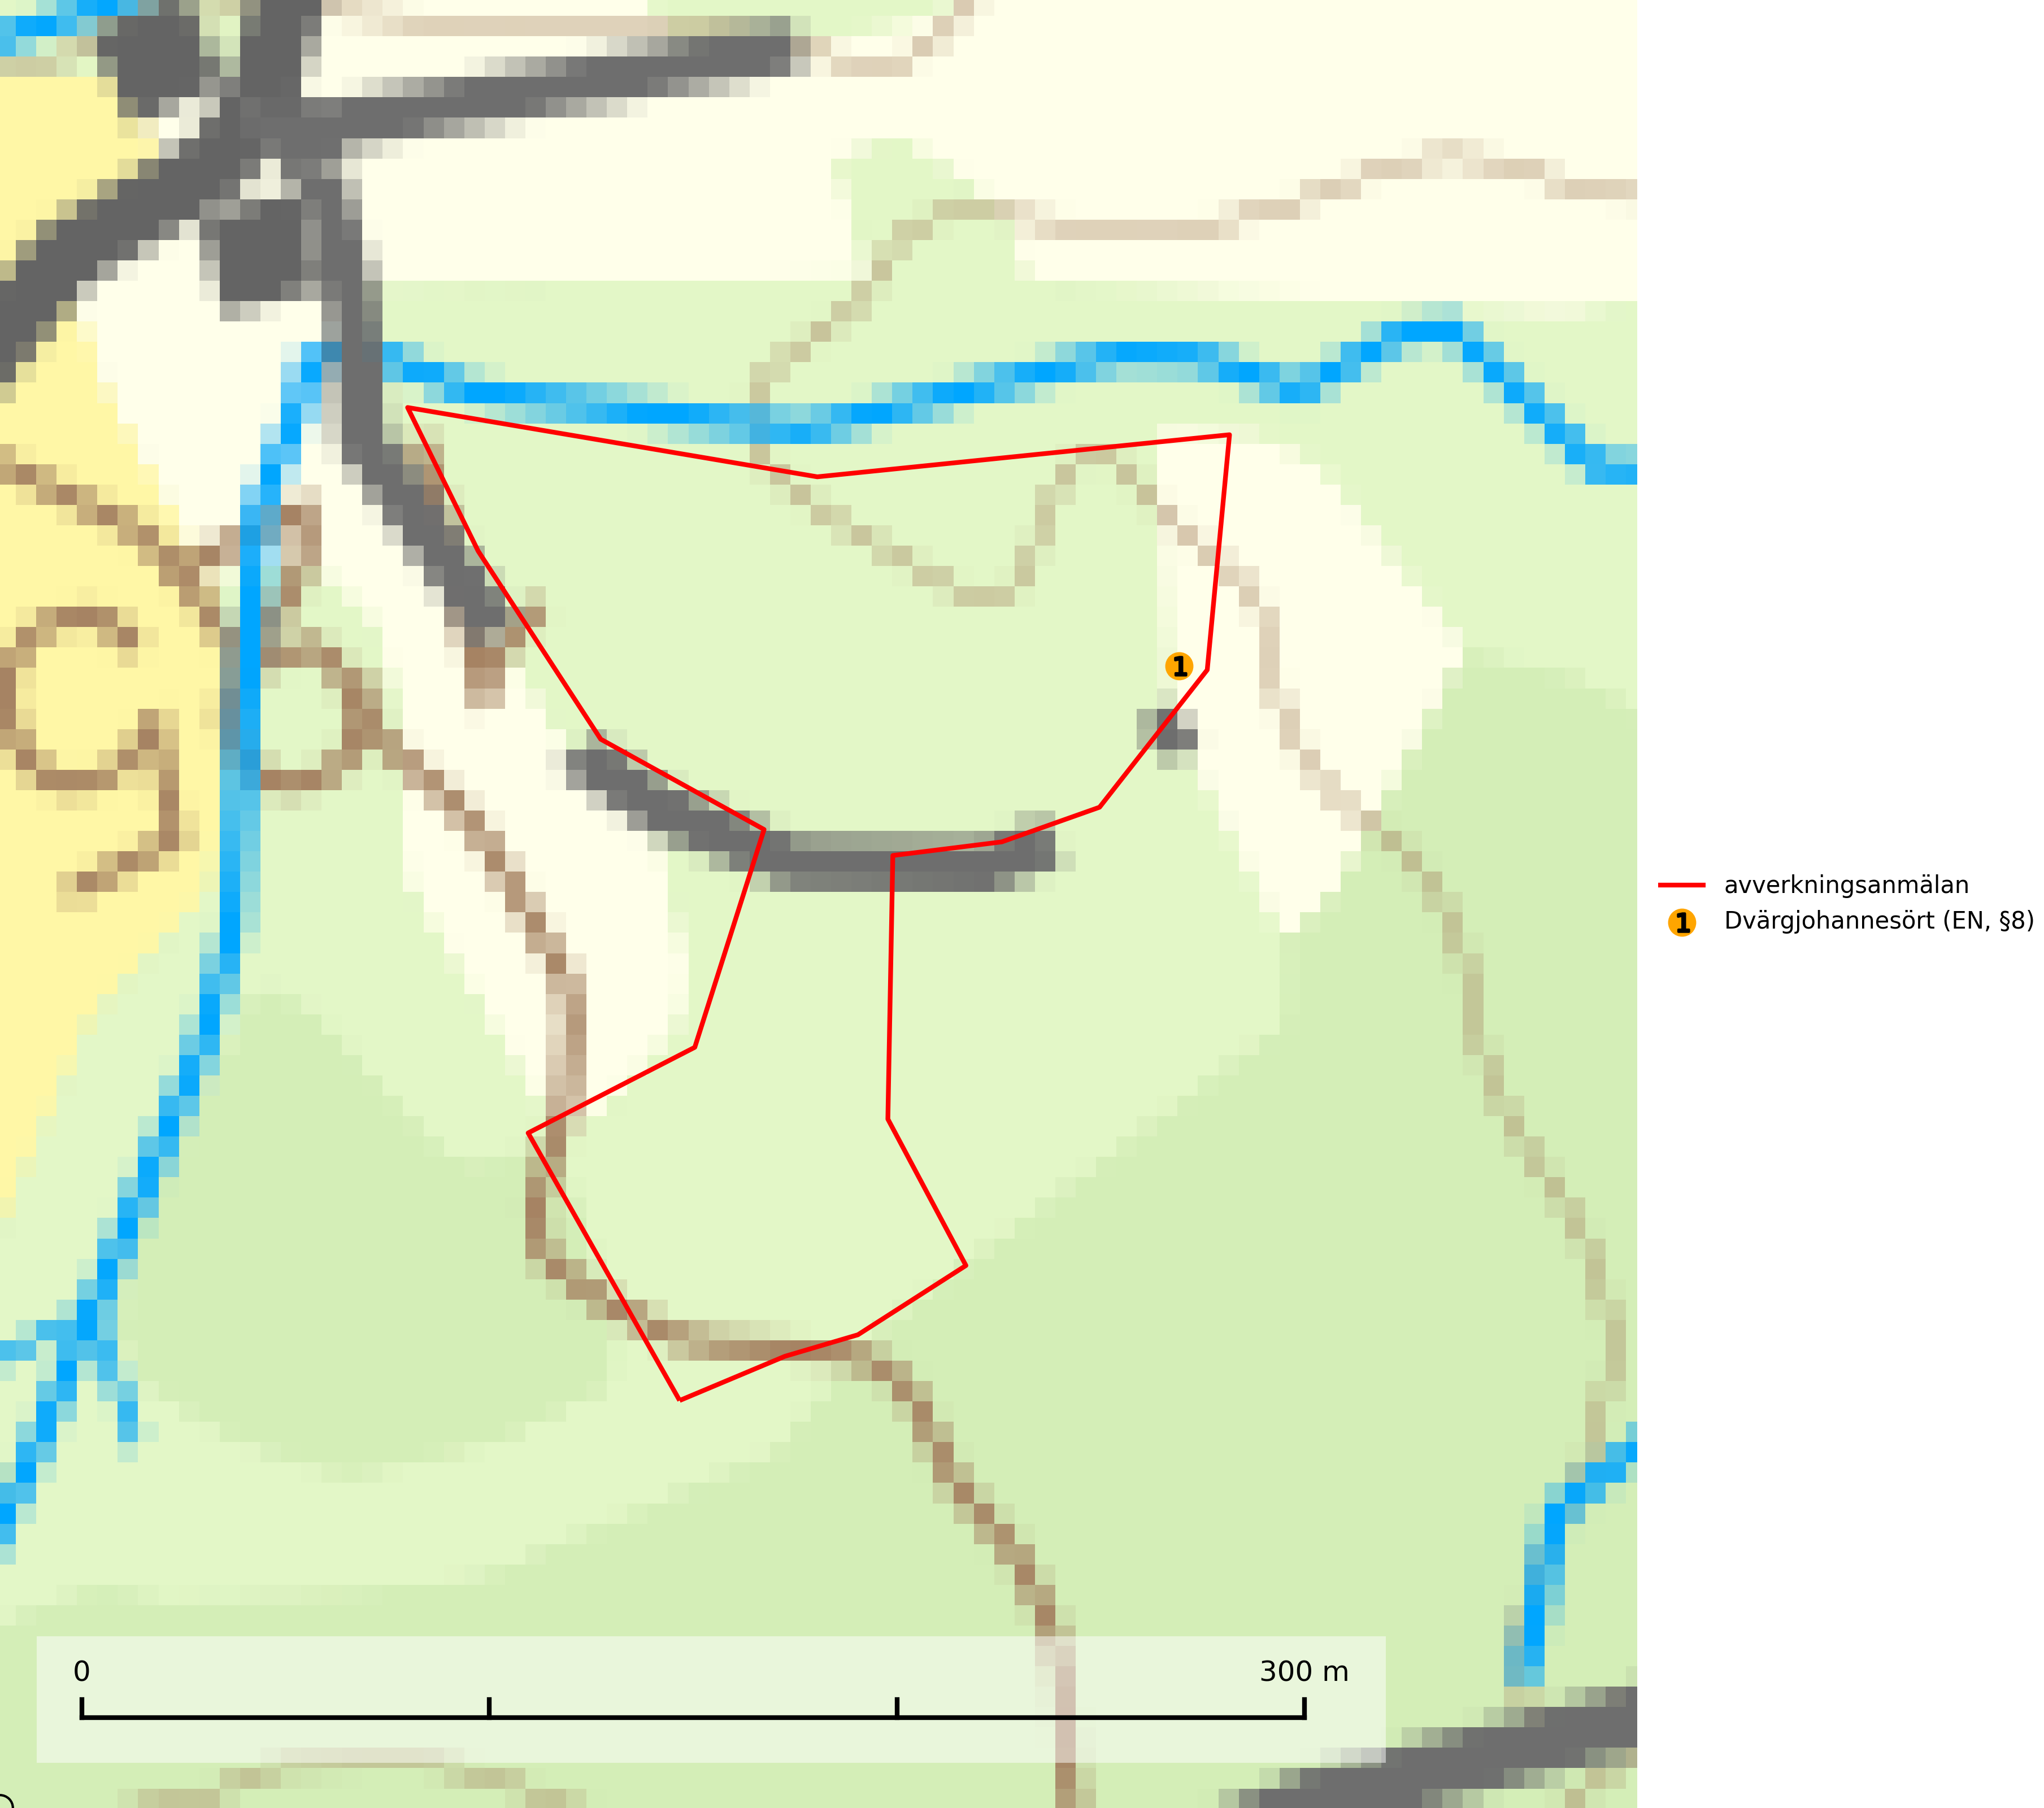 1
avverkningsanmälan
1 Dvärgjohannesört (EN, §8)
0 300 m